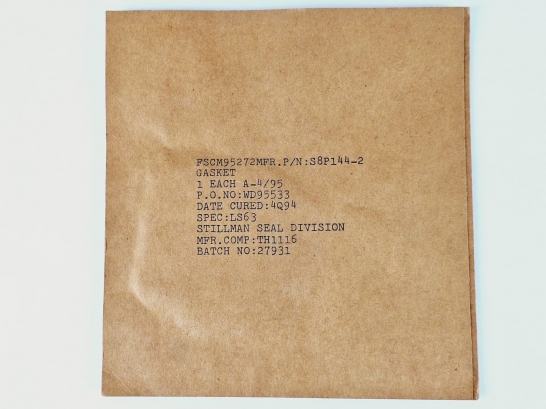 FSCM95272MFR.P/N:S8P144-2
GASKET
1 EACH A-4/95
P.O.NO:WD95533
DATE CURED:4Q94
SPEC:LS63
STILLMAN SEAL DIVISION
MFR.COMP:TH1116
BATCH NO:27931